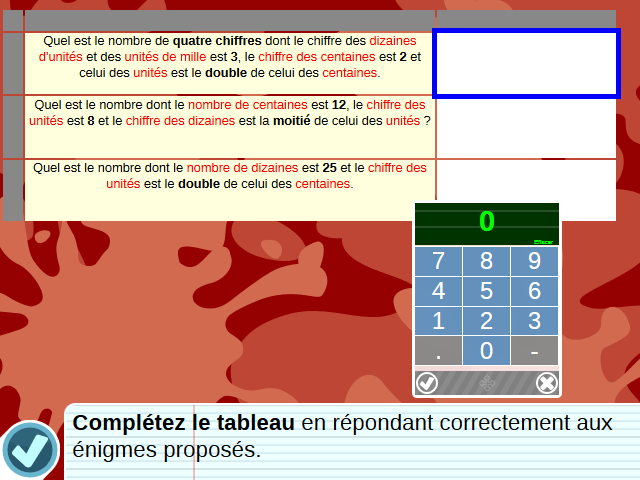 Quel est le nombre de quatre chiffres dont le chiffre des dizaines
d'unités et des unités de mille est 3, le chiffre des centaines est 2 et
celui des unités est le double de celui des centaines.
Quel est le nombre dont le nombre de centaines est 12, le chiffre des
unités est 8 et le chiffre des dizaines est la moitié de celui des unités ?
Quel est le nombre dont le nombre de dizaines est 25 et le chiffre des
unités est le double de celui des centaines.
0
Effacer
7 8 9
4 5 6
1 2 3
. 0 -
Complétez le tableau en répondant correctement aux
énigmes proposés.